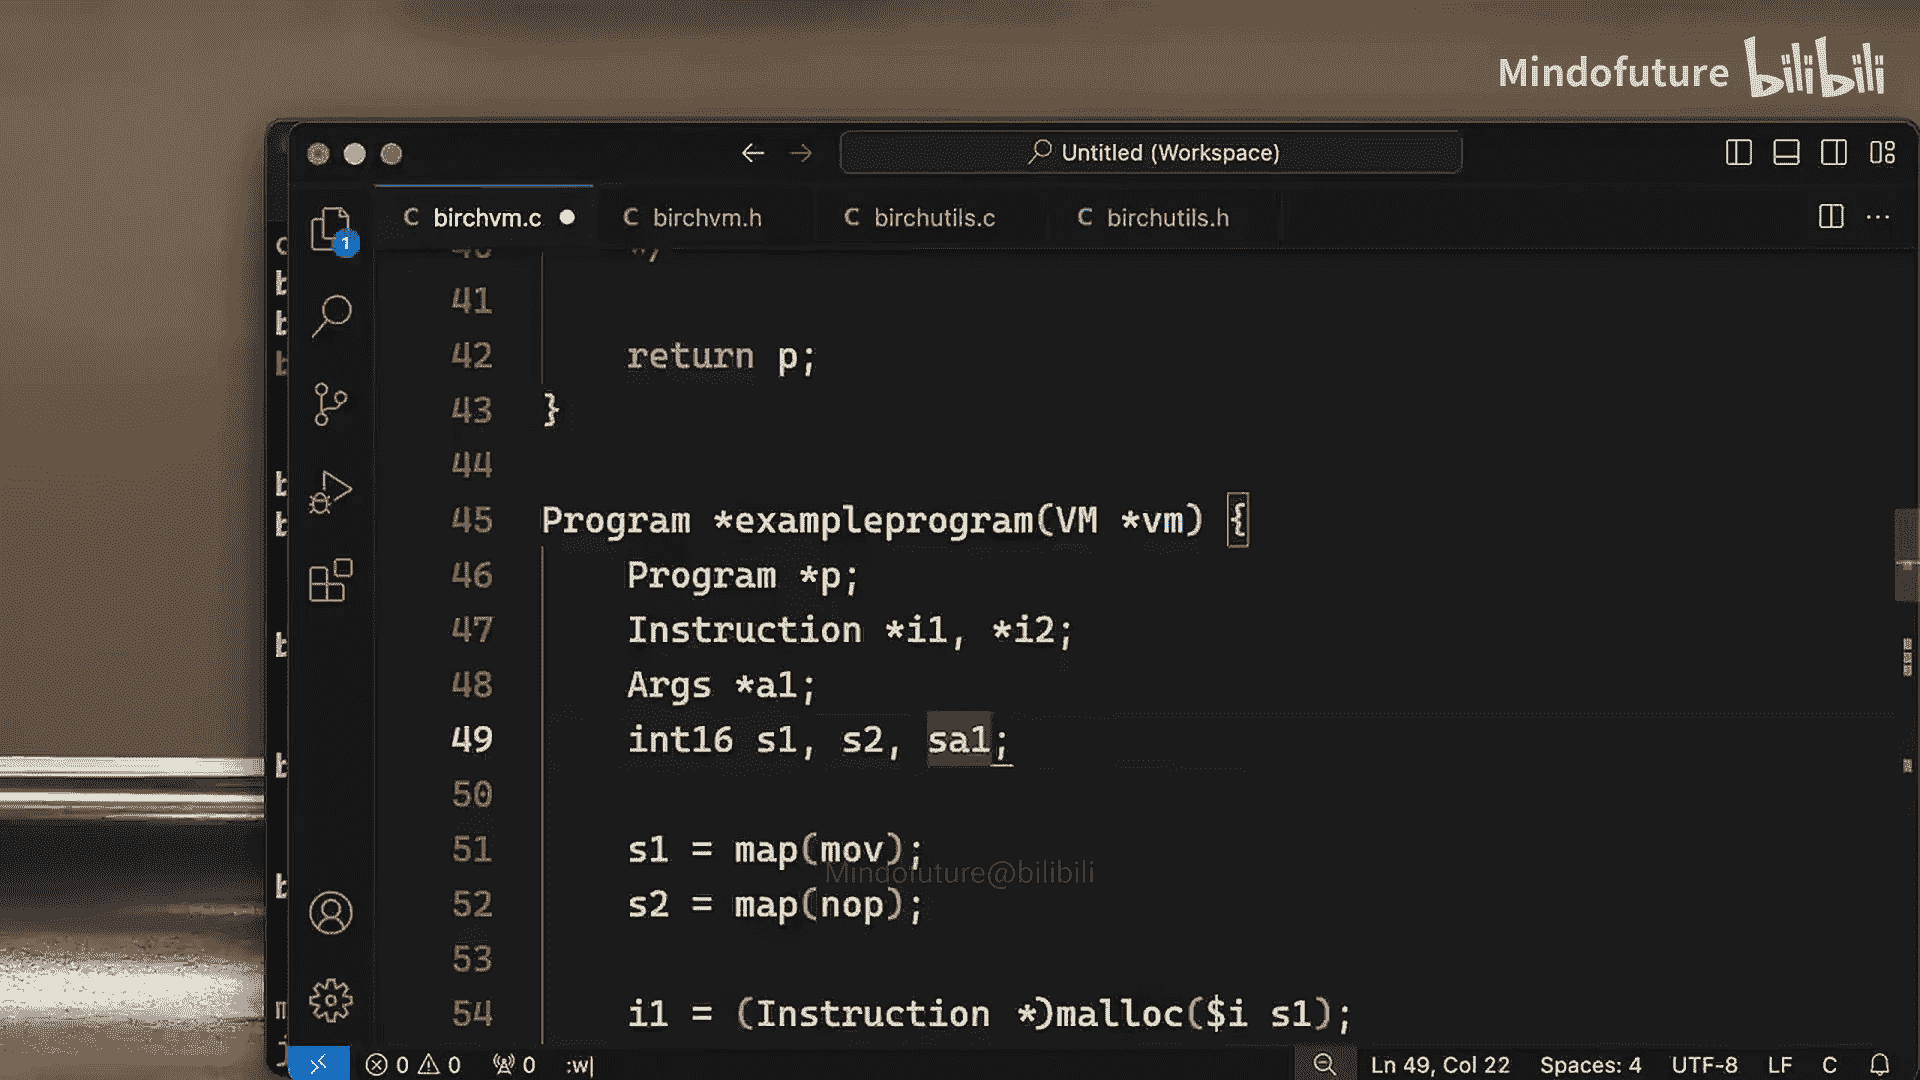 Mindofuture bilibili
Untitled (Workspace)
C birchvm.c C birchvm.h C birchutils.c C birchutils.h
1
41
42 return p;
43 }
44
45 Program *exampleprogram(VM *vm) {
46 Program *p;
47 Instruction *i1, *i2;
48 Args *a1;
49 int16 s1, s2, sa1;
50
51 s1 = map(mov);
Mindofuture@bilibili
52 s2 = map(nop);
53
54 i1 = (Instruction *)malloc($i s1);
0 0 0 :w| Ln 49, Col 22 Spaces: 4 UTF-8 LF C